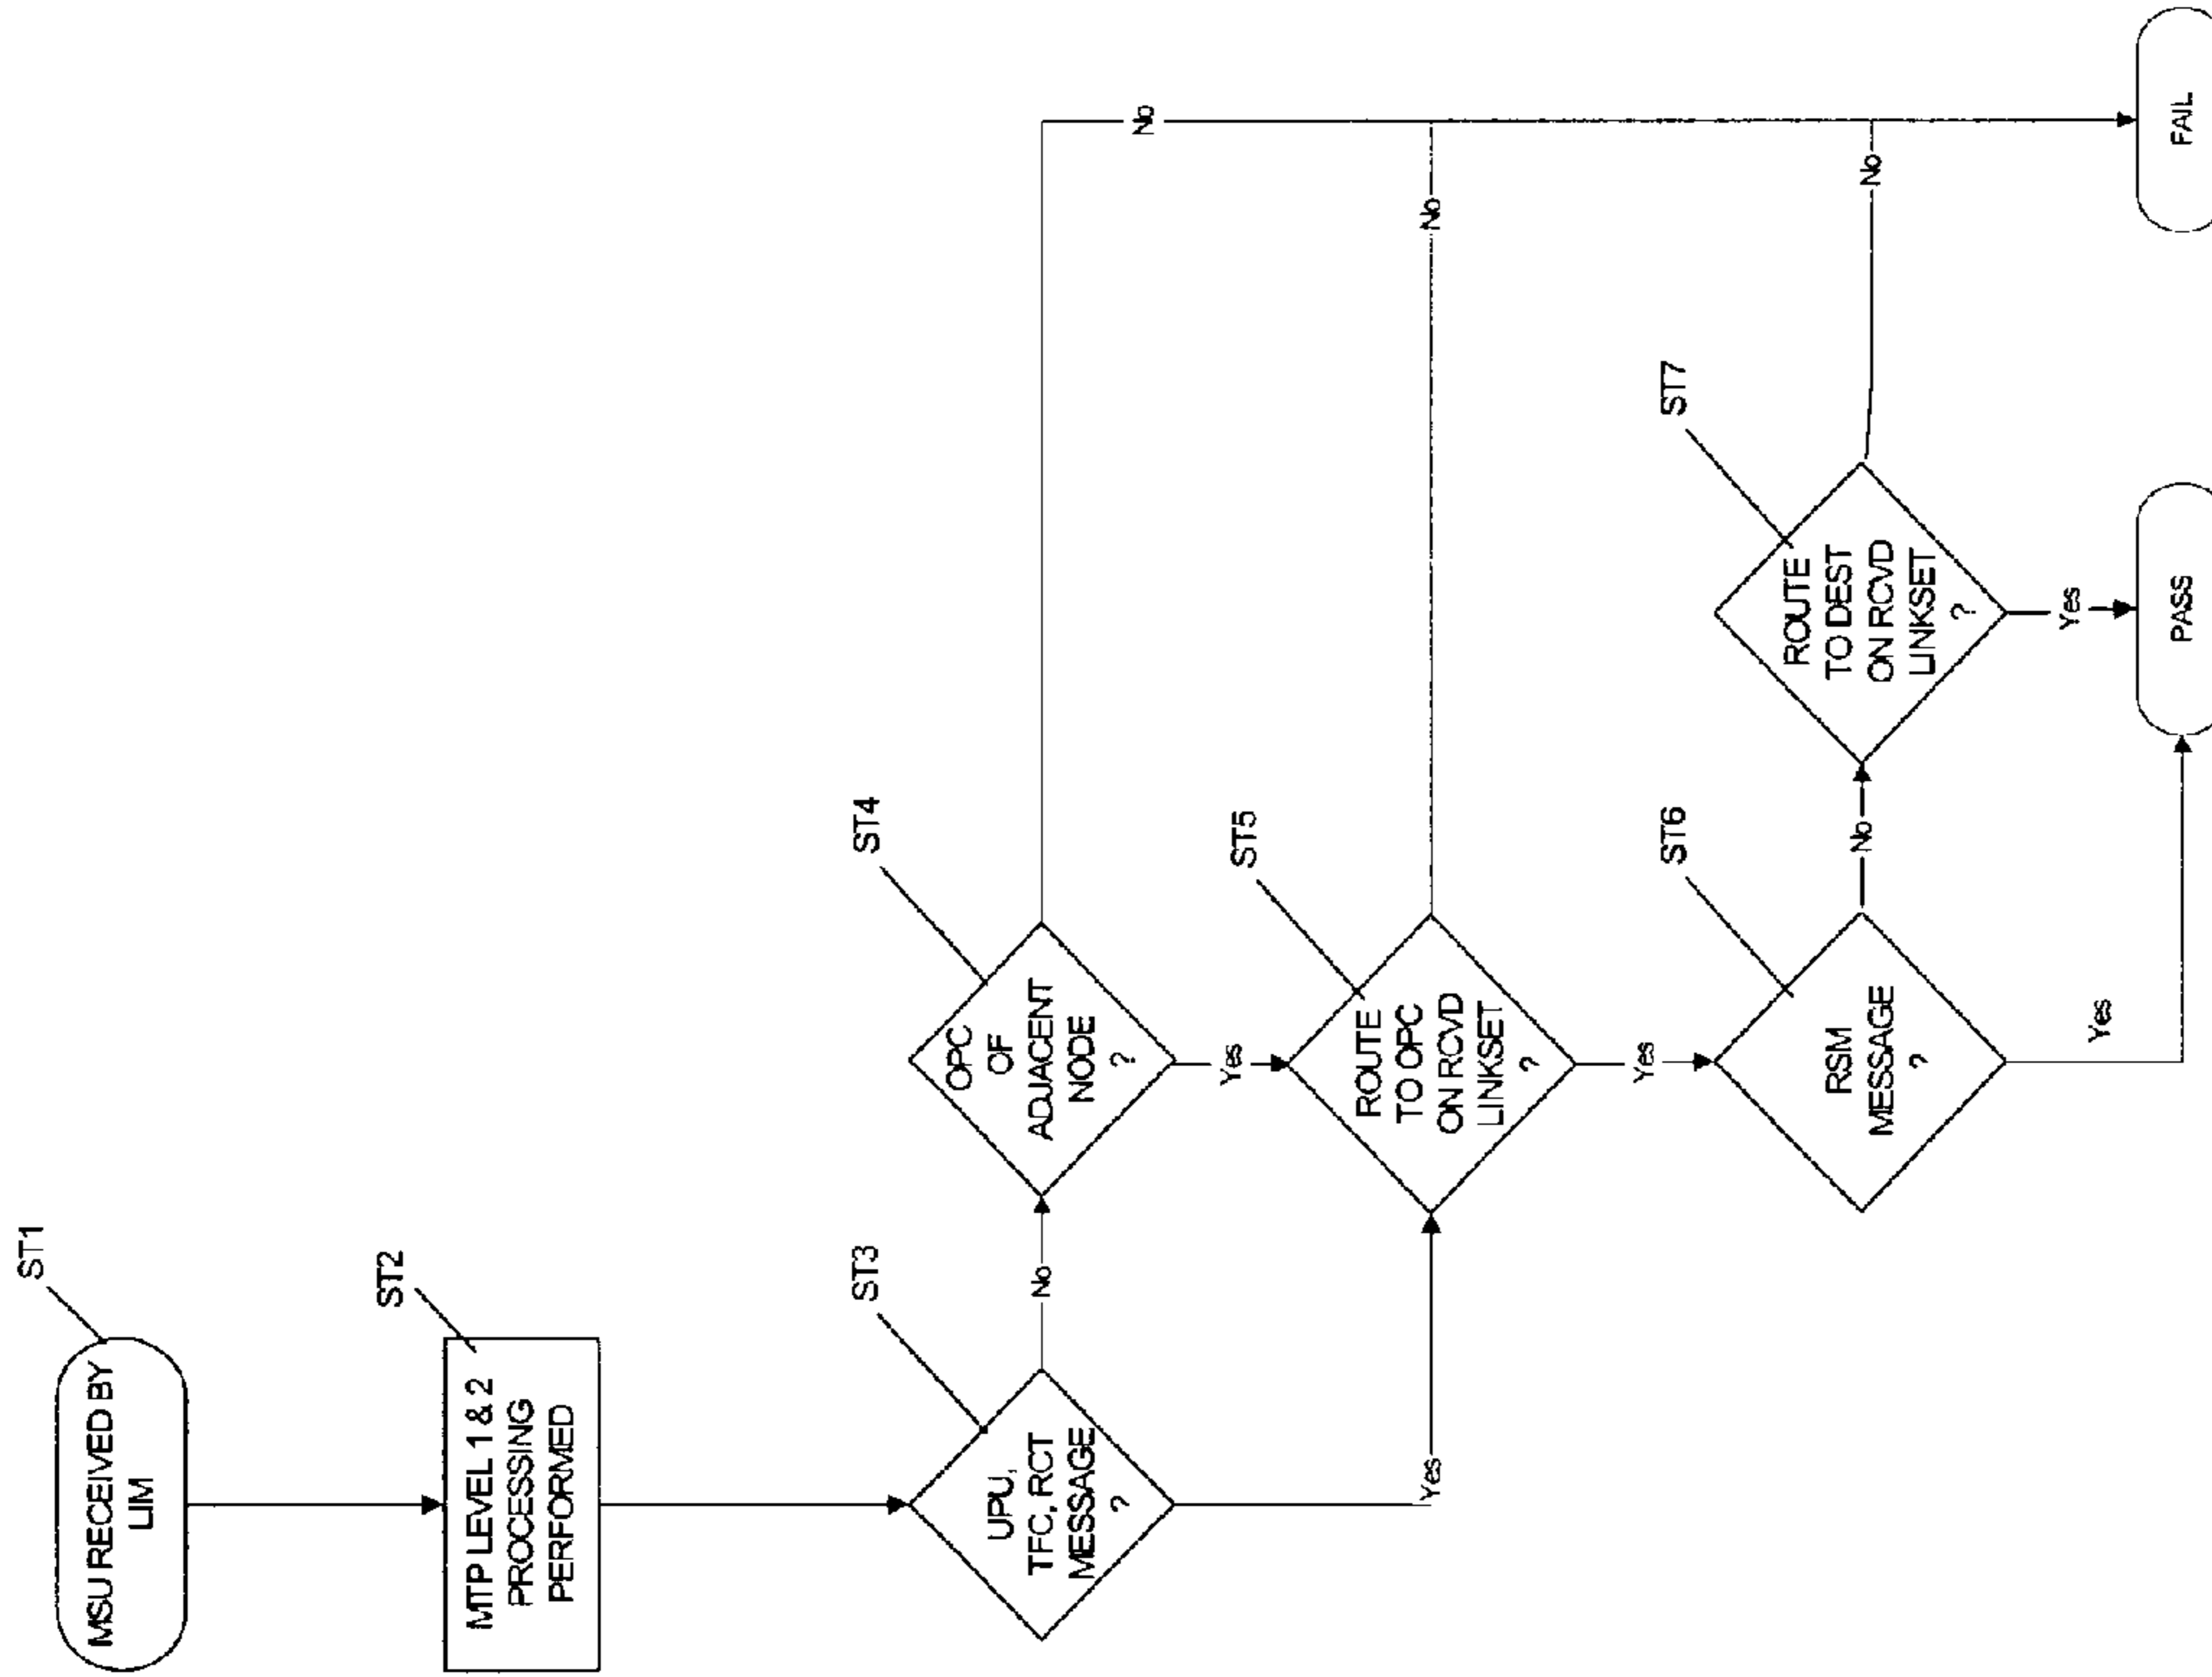 ST1
MSU RECEIVED BY
LIM
ST2
MTP LEVEL 1 & 2
PROCESSING
PERFORMED
ST3
UPU,
TFC, RCT
MESSAGE
?
No
Yes
ST4
OPC
OF
ADJACENT
NODE
?
No
Yes
ST5
ROUTE
TO OPC
ON RCVD
LINKSET
?
No
Yes
ST6
RSM
MESSAGE
?
No
Yes
ST7
ROUTE
TO DEST
ON RCVD
LINKSET
?
No
Yes
PASS
FAIL